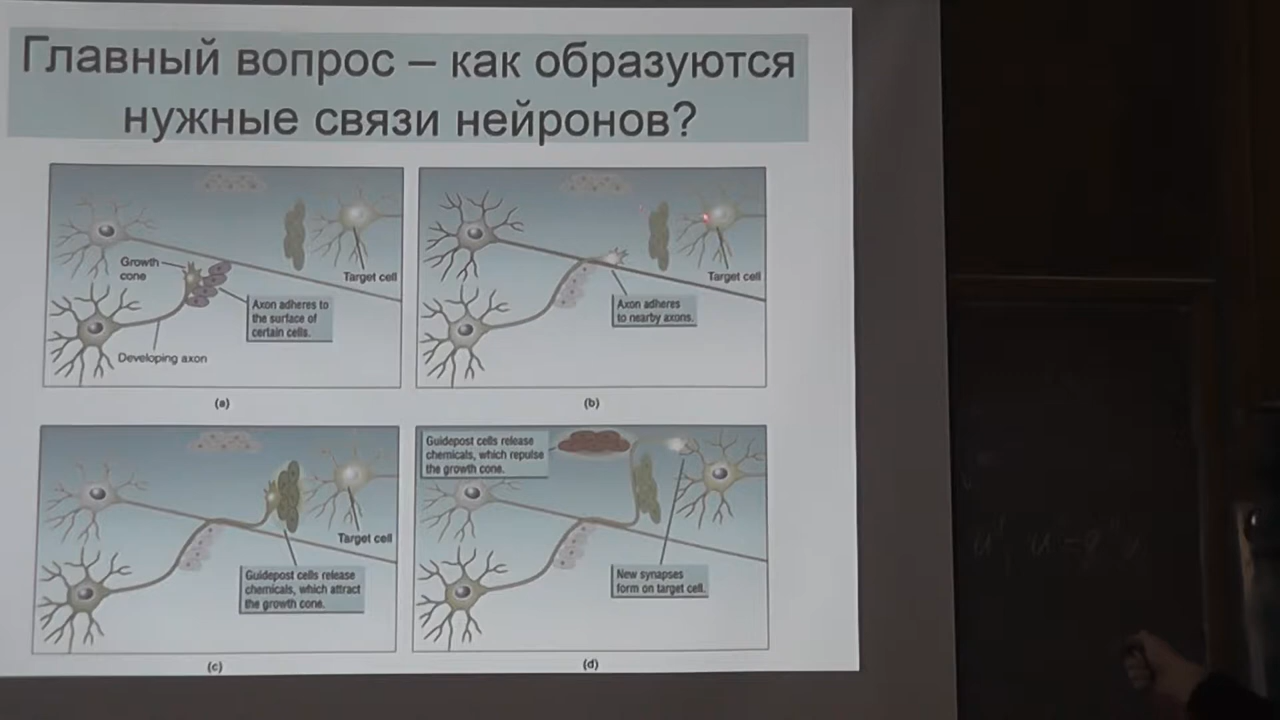 Главный вопрос – как образуются
нужные связи нейронов?
Growth
cone
Target cell
Axon adheres to
the surface of
certain cells.
Developing axon
(a)
Target cell
Axon adheres
to nearby axons.
(b)
Target cell
Guidepost cells release
chemicals, which attract
the growth cone.
(c)
Guidepost cells release
chemicals, which repulse
the growth cone.
New synapses
form on target cell.
(d)